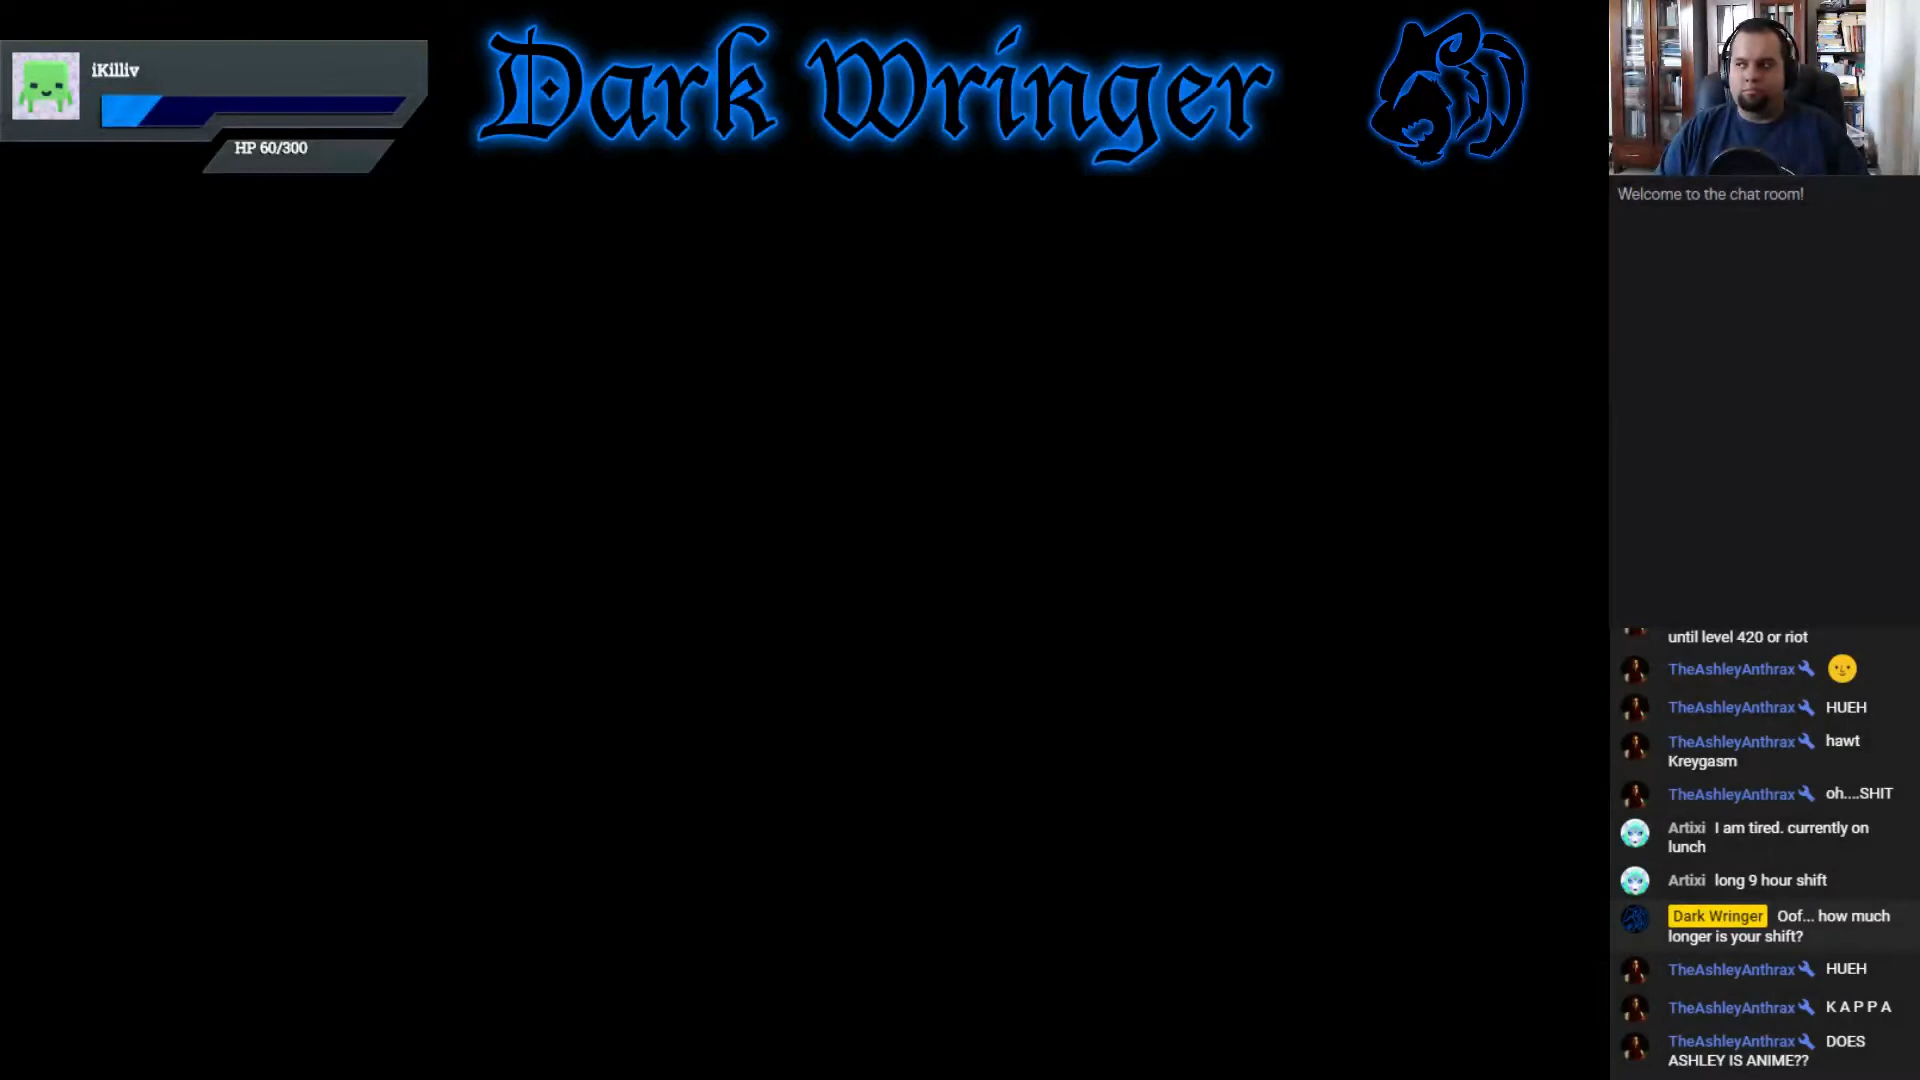 iKilliv
HP 60/300
Dark Wringer
Welcome to the chat room!
until level 420 or riot
TheAshleyAnthrax
TheAshleyAnthrax HUEH
TheAshleyAnthrax hawt
Kreygasm
TheAshleyAnthrax oh....SHIT
Artixi I am tired. currently on
lunch
Artixi long 9 hour shift
Dark Wringer Oof... how much
longer is your shift?
TheAshleyAnthrax HUEH
TheAshleyAnthrax K A P P A
TheAshleyAnthrax DOES
ASHLEY IS ANIME??